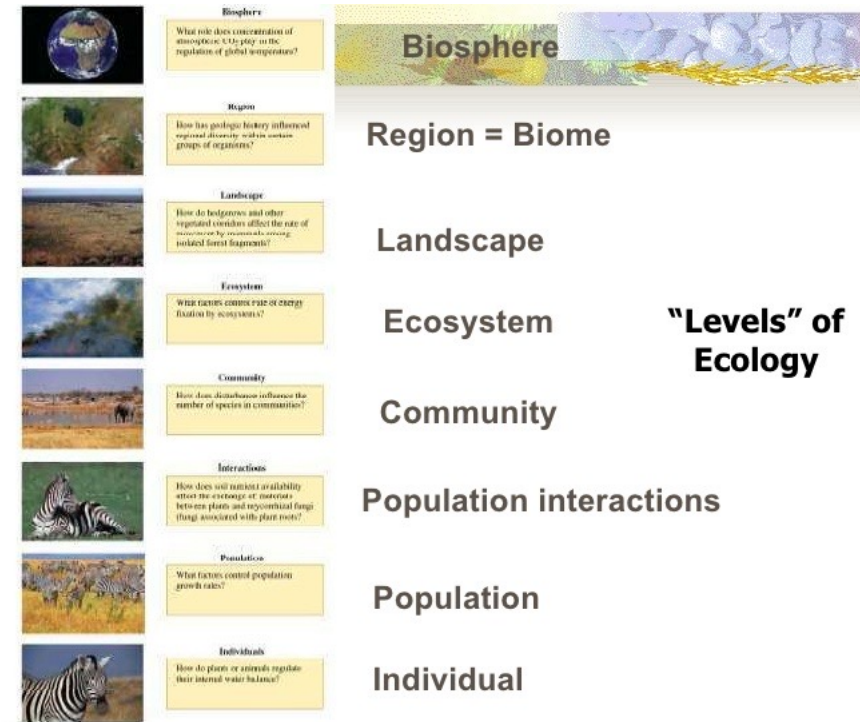 Biosphere
What role does concentration of
atmospheric CO₂ play in the
regulation of global temperature?
Biosphere
Region
How has geologic history influenced
regional diversity within certain
groups of organisms?
Region = Biome
Landscape
How do hedgerows and other
vegetated corridors affect the rate of
movement by mammals among
isolated forest fragments?
Landscape
Ecosystem
What factors control rate of energy
fixation by ecosystems?
Ecosystem
"Levels" of
Ecology
Community
How does disturbance influence the
number of species in communities?
Community
Interactions
How does soil nutrient availability
affect the exchange of materials
between plants and mycorrhizal fungi
(fungi associated with plant roots)?
Population interactions
Population
What factors control population
growth rates?
Population
Individuals
How do plants or animals regulate
their internal water balance?
Individual